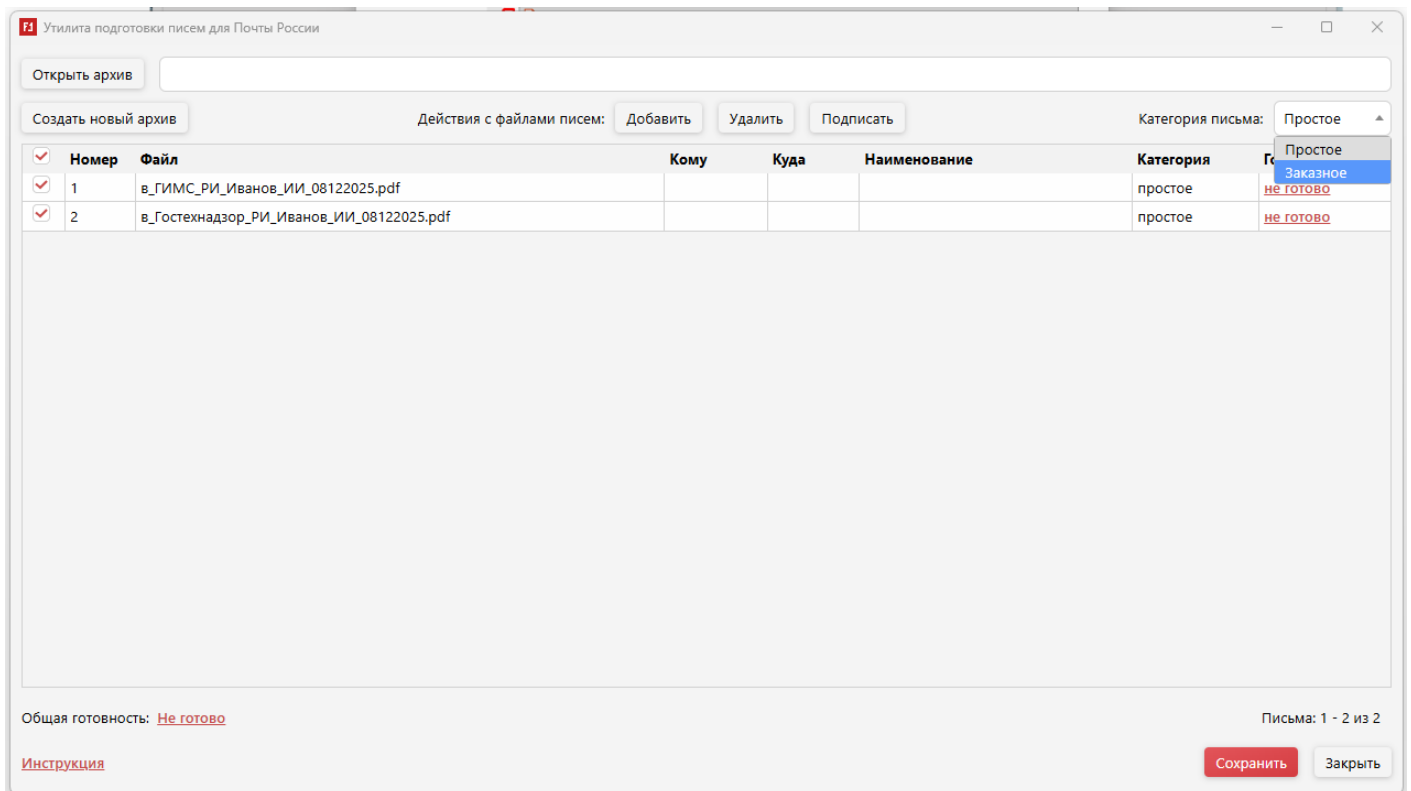 F1 Утилита подготовки писем для Почты России
Открыть архив
Создать новый архив Действия с файлами писем: Добавить Удалить Подписать Категория письма: Простое
Простое
Заказное
Номер Файл Кому Куда Наименование Категория
1 в_ГИМС_РИ_Иванов_ИИ_08122025.pdf простое не готово
2 в_Гостехнадзор_РИ_Иванов_ИИ_08122025.pdf простое не готово
Общая готовность: Не готово Письма: 1 - 2 из 2
Инструкция Сохранить Закрыть